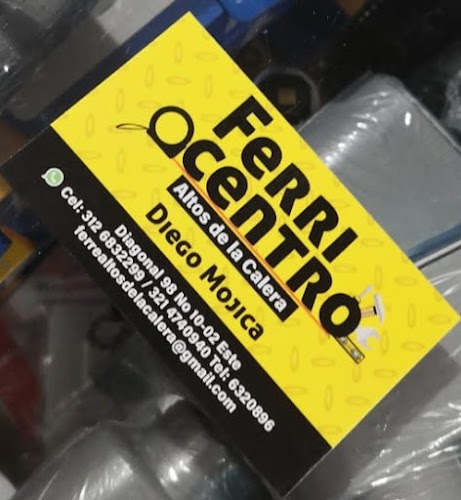 FeRRI
centro
Altos de la Calera
Diego Mojica
Diagonal 98 No 10-02 Este
Cel: 312 6832299 / 321 4740940 Tel: 6320896
ferrealtosdelacalera@gmail.com